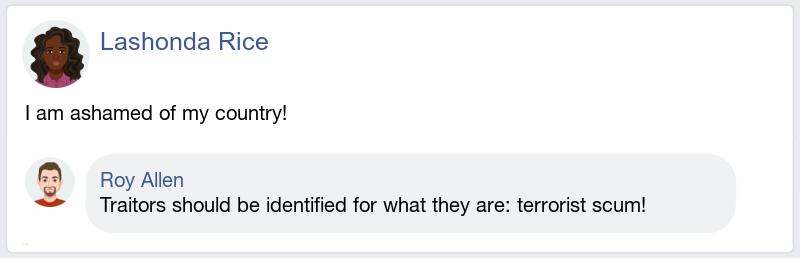 Lashonda Rice
I am ashamed of my country!
Roy Allen
Traitors should be identified for what they are: terrorist scum!